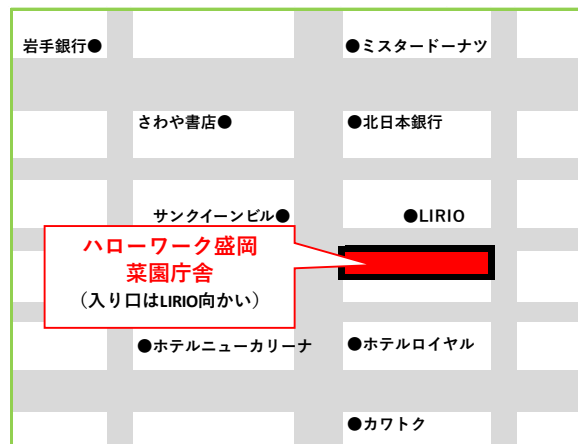 岩手銀行●
●ミスタードーナツ
さわや書店●
●北日本銀行
サンクイーンビル●
●LIRIO
ハローワーク盛岡
菜園庁舎
（入り口はLIRIO向かい）
●ホテルニューカリーナ
●ホテルロイヤル
●カワトク